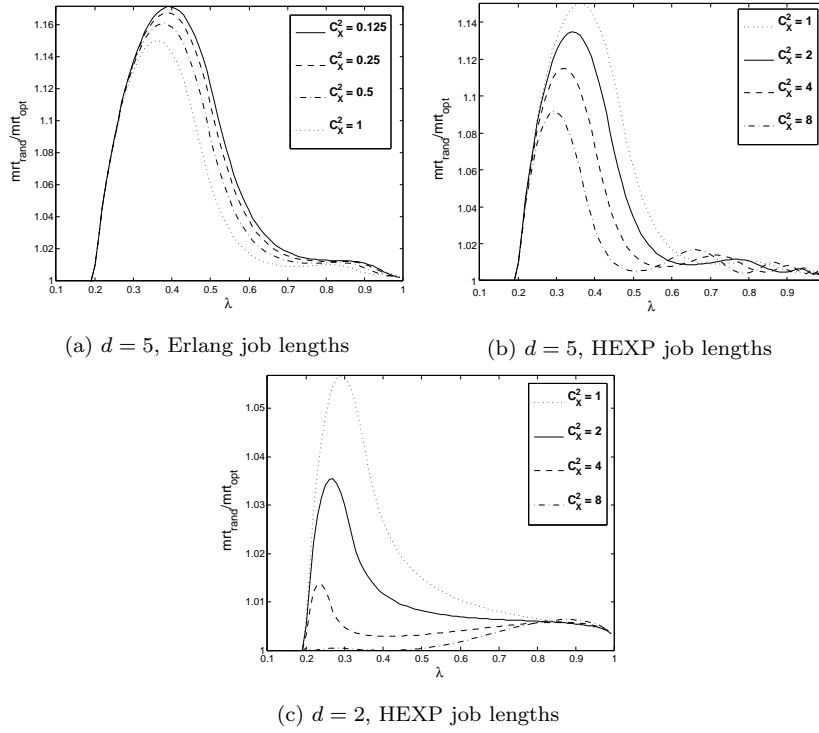 C_X^2 = 0.125
C_X^2 = 0.25
C_X^2 = 0.5
C_X^2 = 1
mrt_rand/mrt_opt
1.16
1.14
1.12
1.1
1.08
1.06
1.04
1.02
1
0.1 0.2 0.3 0.4 0.5 0.6 0.7 0.8 0.9 1
λ
(a) d = 5, Erlang job lengths
C_X^2 = 1
C_X^2 = 2
C_X^2 = 4
C_X^2 = 8
mrt_rand/mrt_opt
1.14
1.12
1.10
1.08
1.06
1.04
1.02
1
0.1 0.2 0.3 0.4 0.5 0.6 0.7 0.8 0.9
λ
(b) d = 5, HEXP job lengths
C_X^2 = 1
C_X^2 = 2
C_X^2 = 4
C_X^2 = 8
mrt_rand/mrt_opt
1.05
1.04
1.03
1.02
1.01
1
0.1 0.2 0.3 0.4 0.5 0.6 0.7 0.8 0.9 1
λ
(c) d = 2, HEXP job lengths